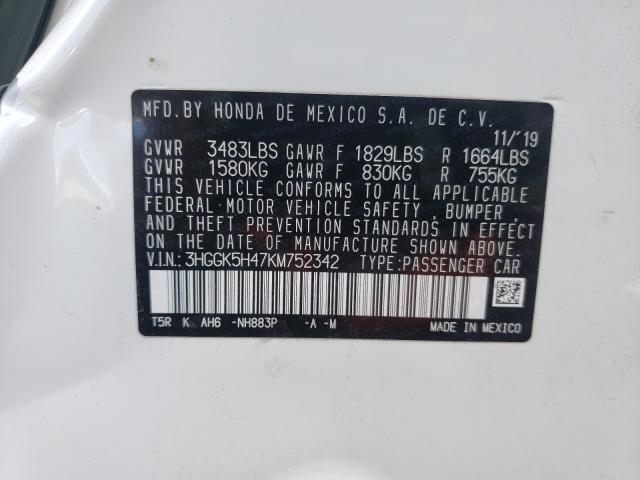 MFD. BY HONDA DE MEXICO S.A. DE C.V.
11/'19
GVWR 3483LBS GAWR F 1829LBS R 1664LBS
GVWR 1580KG GAWR F 830KG R 755KG
THIS VEHICLE CONFORMS TO ALL APPLICABLE
FEDERAL MOTOR VEHICLE SAFETY, BUMPER,
AND THEFT PREVENTION STANDARDS IN EFFECT
ON THE DATE OF MANUFACTURE SHOWN ABOVE.
V.I.N.: 3HGGK5H47KM752342 TYPE: PASSENGER CAR
T5R K AH6 -NH883P -A -M MADE IN MEXICO